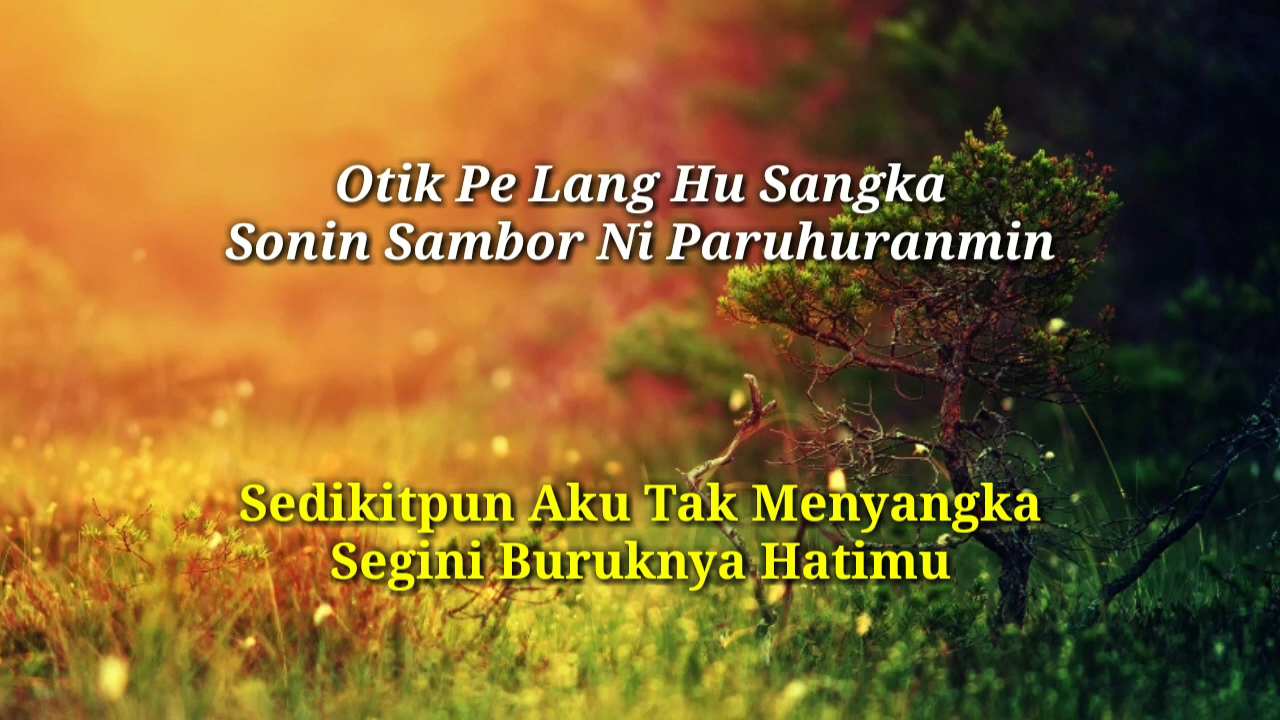 Otik Pe Lang Hu Sangka
Sonin Sambor Ni Paruhuranmin
Sedikitpun Aku Tak Menyangka
Segini Buruknya Hatimu